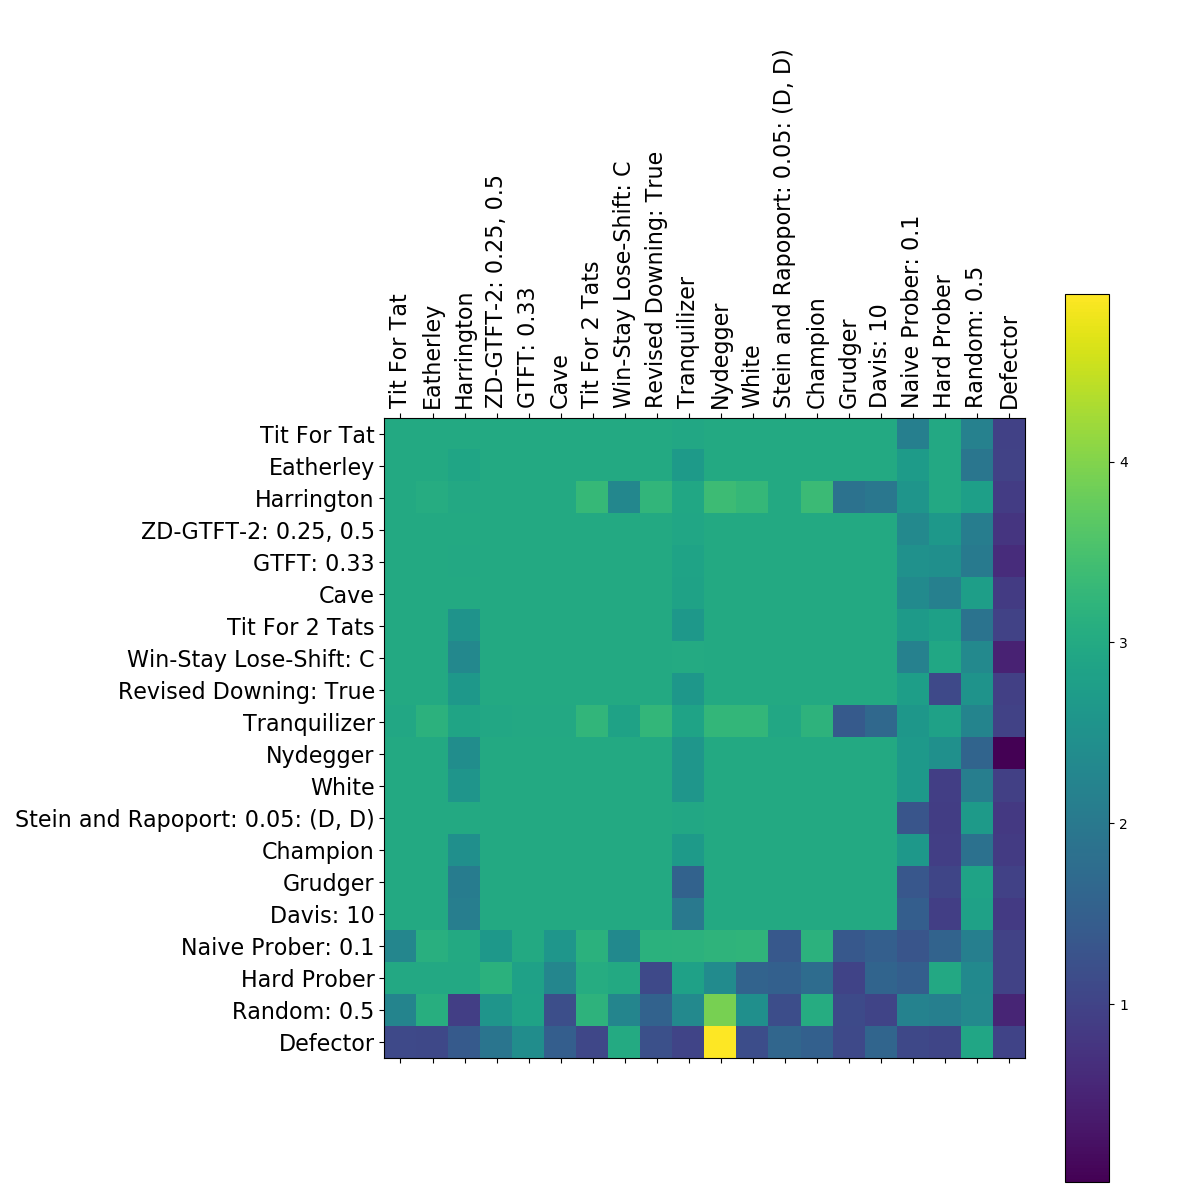 Tit For Tat
Eatherley
Harrington
ZD-GTFT-2: 0.25, 0.5
GTFT: 0.33
Cave
Tit For 2 Tats
Win-Stay Lose-Shift: C
Revised Downing: True
Tranquilizer
Nydegger
White
Stein and Rapoport: 0.05: (D, D)
Champion
Grudger
Davis: 10
Naive Prober: 0.1
Hard Prober
Random: 0.5
Defector
Tit For Tat
Eatherley
Harrington
ZD-GTFT-2: 0.25, 0.5
GTFT: 0.33
Cave
Tit For 2 Tats
Win-Stay Lose-Shift: C
Revised Downing: True
Tranquilizer
Nydegger
White
Stein and Rapoport: 0.05: (D, D)
Champion
Grudger
Davis: 10
Naive Prober: 0.1
Hard Prober
Random: 0.5
Defector
4
3
2
1